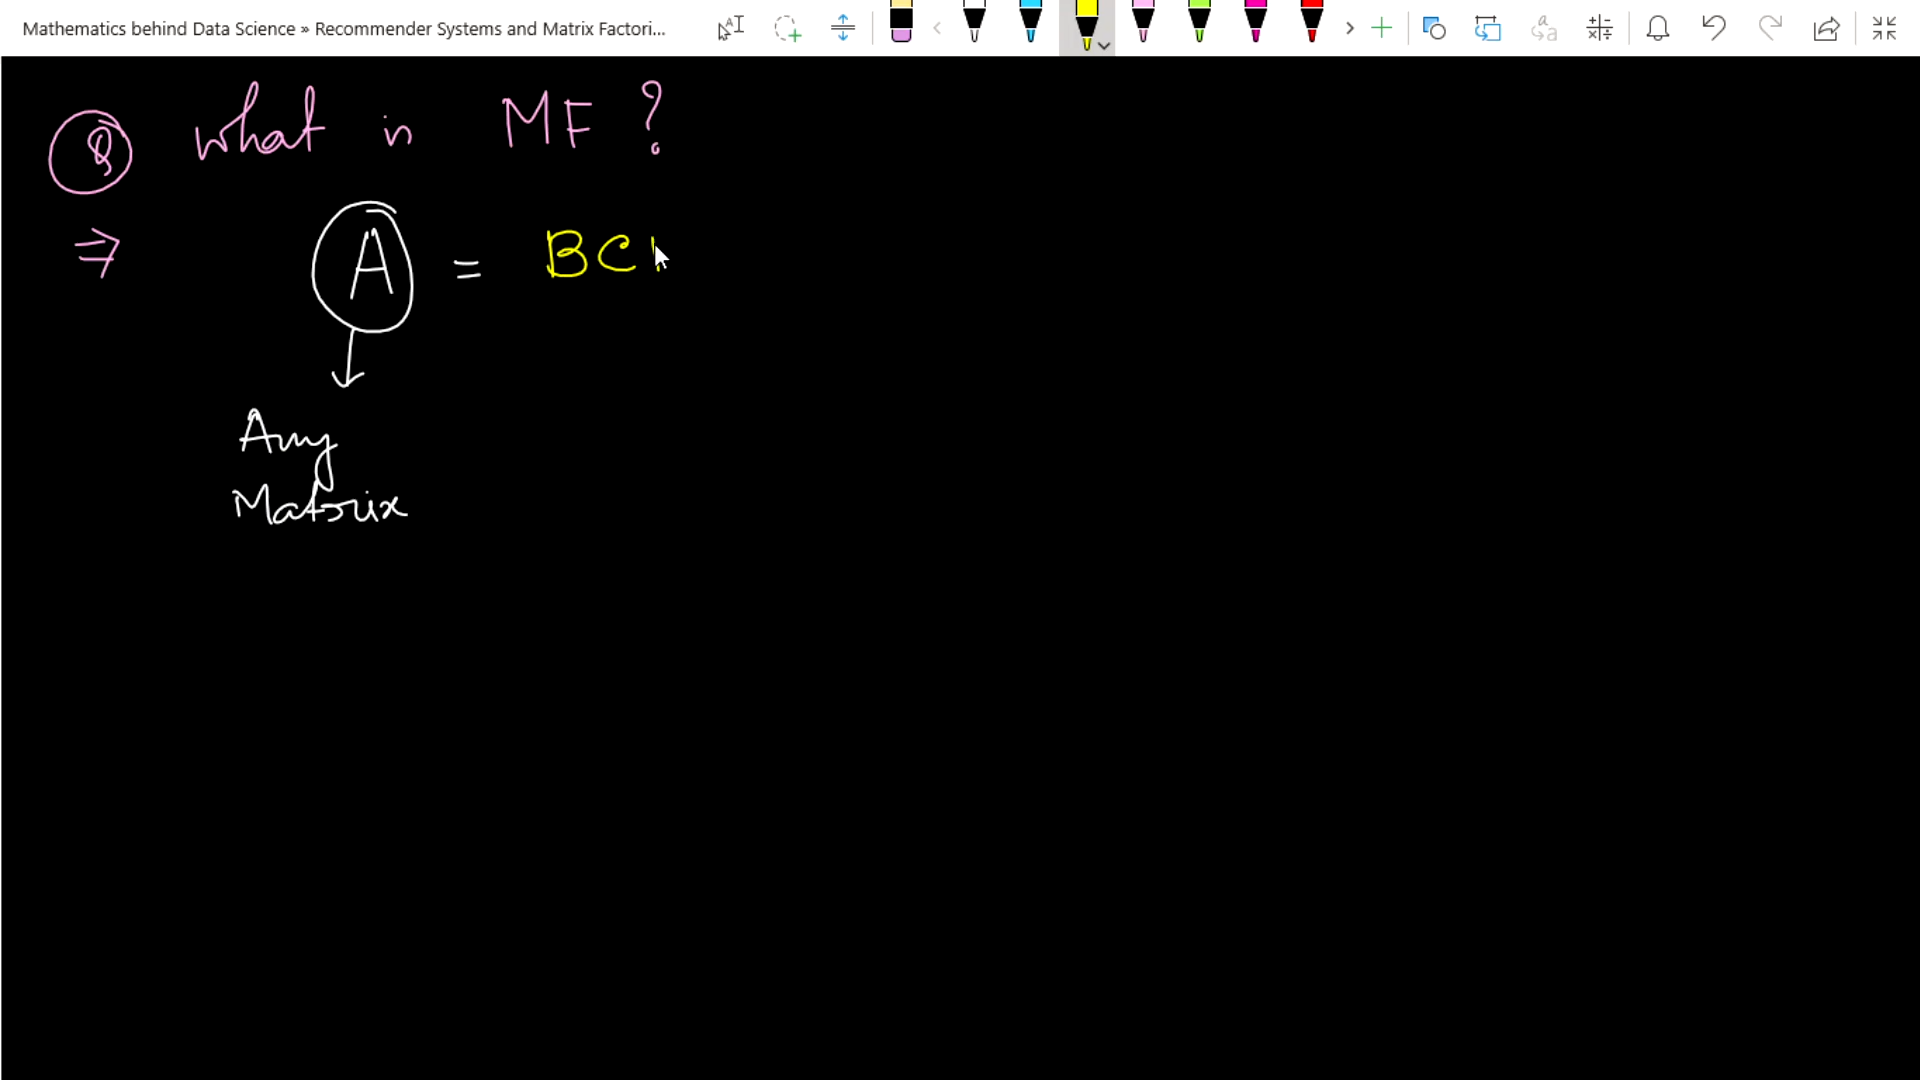 Mathematics behind Data Science » Recommender Systems and Matrix Factori...
Q what is MF ?
⇒ A = BC
Any
Matrix